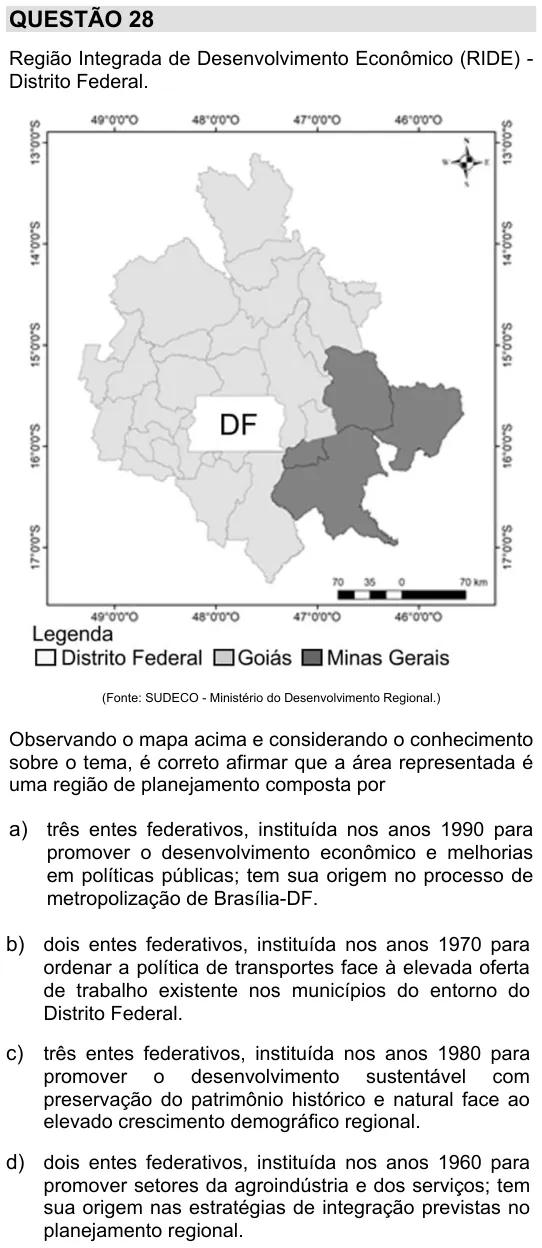 QUESTÃO 28
Região Integrada de Desenvolvimento Econômico (RIDE) -
Distrito Federal.
49°0'0"O 48°0'0"O 47°0'0"O 46°0'0"O
N
W E
S
13°0'0"S 13°0'0"S
14°0'0"S 14°0'0"S
15°0'0"S 15°0'0"S
DF
16°0'0"S 16°0'0"S
17°0'0"S 17°0'0"S
70 35 0 70 km
49°0'0"O 48°0'0"O 47°0'0"O 46°0'0"O
Legenda
Distrito Federal Goiás Minas Gerais
(Fonte: SUDECO - Ministério do Desenvolvimento Regional.)
Observando o mapa acima e considerando o conhecimento
sobre o tema, é correto afirmar que a área representada é
uma região de planejamento composta por
a) três entes federativos, instituída nos anos 1990 para
promover o desenvolvimento econômico e melhorias
em políticas públicas; tem sua origem no processo de
metropolização de Brasília-DF.
b) dois entes federativos, instituída nos anos 1970 para
ordenar a política de transportes face à elevada oferta
de trabalho existente nos municípios do entorno do
Distrito Federal.
c) três entes federativos, instituída nos anos 1980 para
promover o desenvolvimento sustentável com
preservação do patrimônio histórico e natural face ao
elevado crescimento demográfico regional.
d) dois entes federativos, instituída nos anos 1960 para
promover setores da agroindústria e dos serviços; tem
sua origem nas estratégias de integração previstas no
planejamento regional.